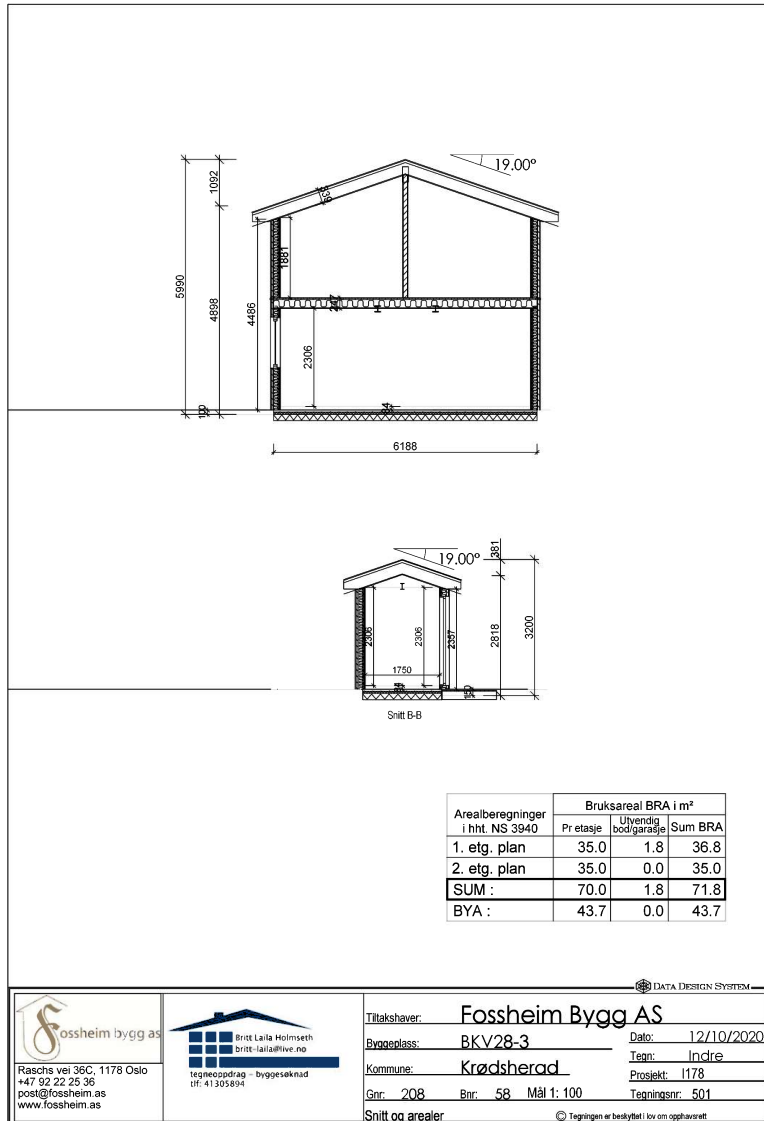 19.00°
1092
339
5990
4898
4486
1881
247
2306
84
100
6188
19.00°
381
2306
2306
2357
2818
3200
1750
84
150
Snitt B-B
Arealberegninger i hht. NS 3940
Bruksareal BRA i m²
Pr etasje Utvendig bod/garasje Sum BRA
1. etg. plan 35.0 1.8 36.8
2. etg. plan 35.0 0.0 35.0
SUM : 70.0 1.8 71.8
BYA : 43.7 0.0 43.7
DATA DESIGN SYSTEM
Fossheim bygg as
Raschs vei 36C, 1178 Oslo
+47 92 22 25 36
post@fossheim.as
www.fossheim.as
Britt Laila Holmseth
britt-laila@live.no
tegneoppdrag – byggesøknad
tlf: 41305894
Tiltakshaver: Fossheim Bygg AS
Byggeplass: BKV28-3
Dato: 12/10/2020
Tegn: Indre
Kommune: Krødsherad
Prosjekt: I178
Gnr: 208 Bnr: 58 Mål 1: 100
Tegningsnr: 501
Snitt og arealer
© Tegningen er beskyttet i lov om opphavsrett